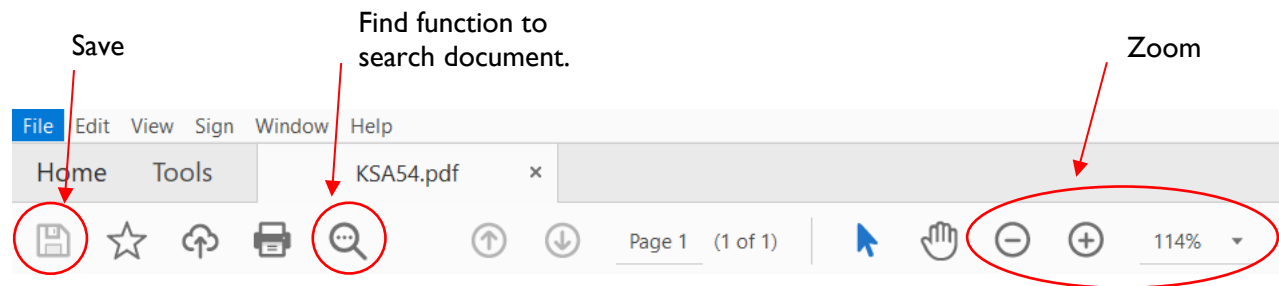 Find function to
Save
search document.
Zoom
File Edit View Sign Window Help
Home Tools KSA54.pdf ×
Page 1 (1 of 1) 114%